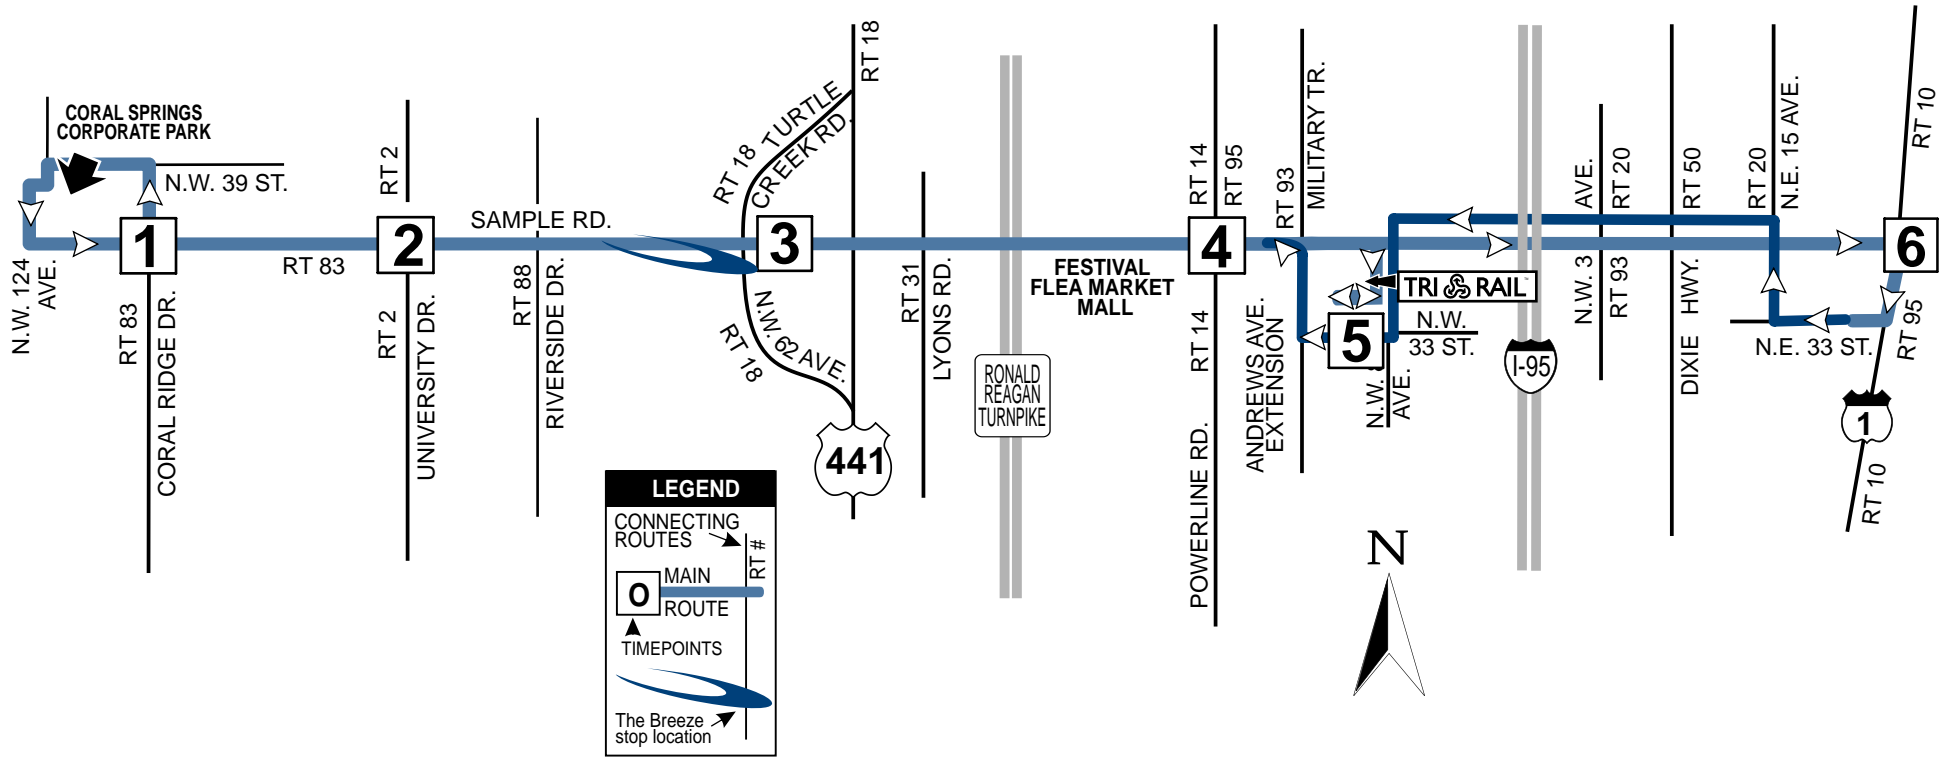 CORAL SPRINGS
CORPORATE PARK
N.W. 39 ST.
N.W. 124
AVE.
1
RT 83
CORAL RIDGE DR.
RT 83
RT 2
2
RT 2
UNIVERSITY DR.
SAMPLE RD.
RT 88
RIVERSIDE DR.
RT 18 TURTLE
CREEK RD.
RT 18
3
N.W. 62 AVE.
RT 18
441
RT 31
LYONS RD.
RONALD
REAGAN
TURNPIKE
FESTIVAL
FLEA MARKET
MALL
RT 14
RT 95
4
RT 14
POWERLINE RD.
RT 93
MILITARY TR.
ANDREWS AVE.
EXTENSION
TRI RAIL
5
N.W.
33 ST.
N.W.
AVE.
I-95
AVE.
RT 20
N.W. 3
RT 93
RT 50
DIXIE HWY.
RT 20
N.E. 15 AVE.
RT 10
6
RT 95
N.E. 33 ST.
1
RT 10
N
LEGEND
CONNECTING
ROUTES
RT #
MAIN
O
ROUTE
TIMEPOINTS
The Breeze
stop location